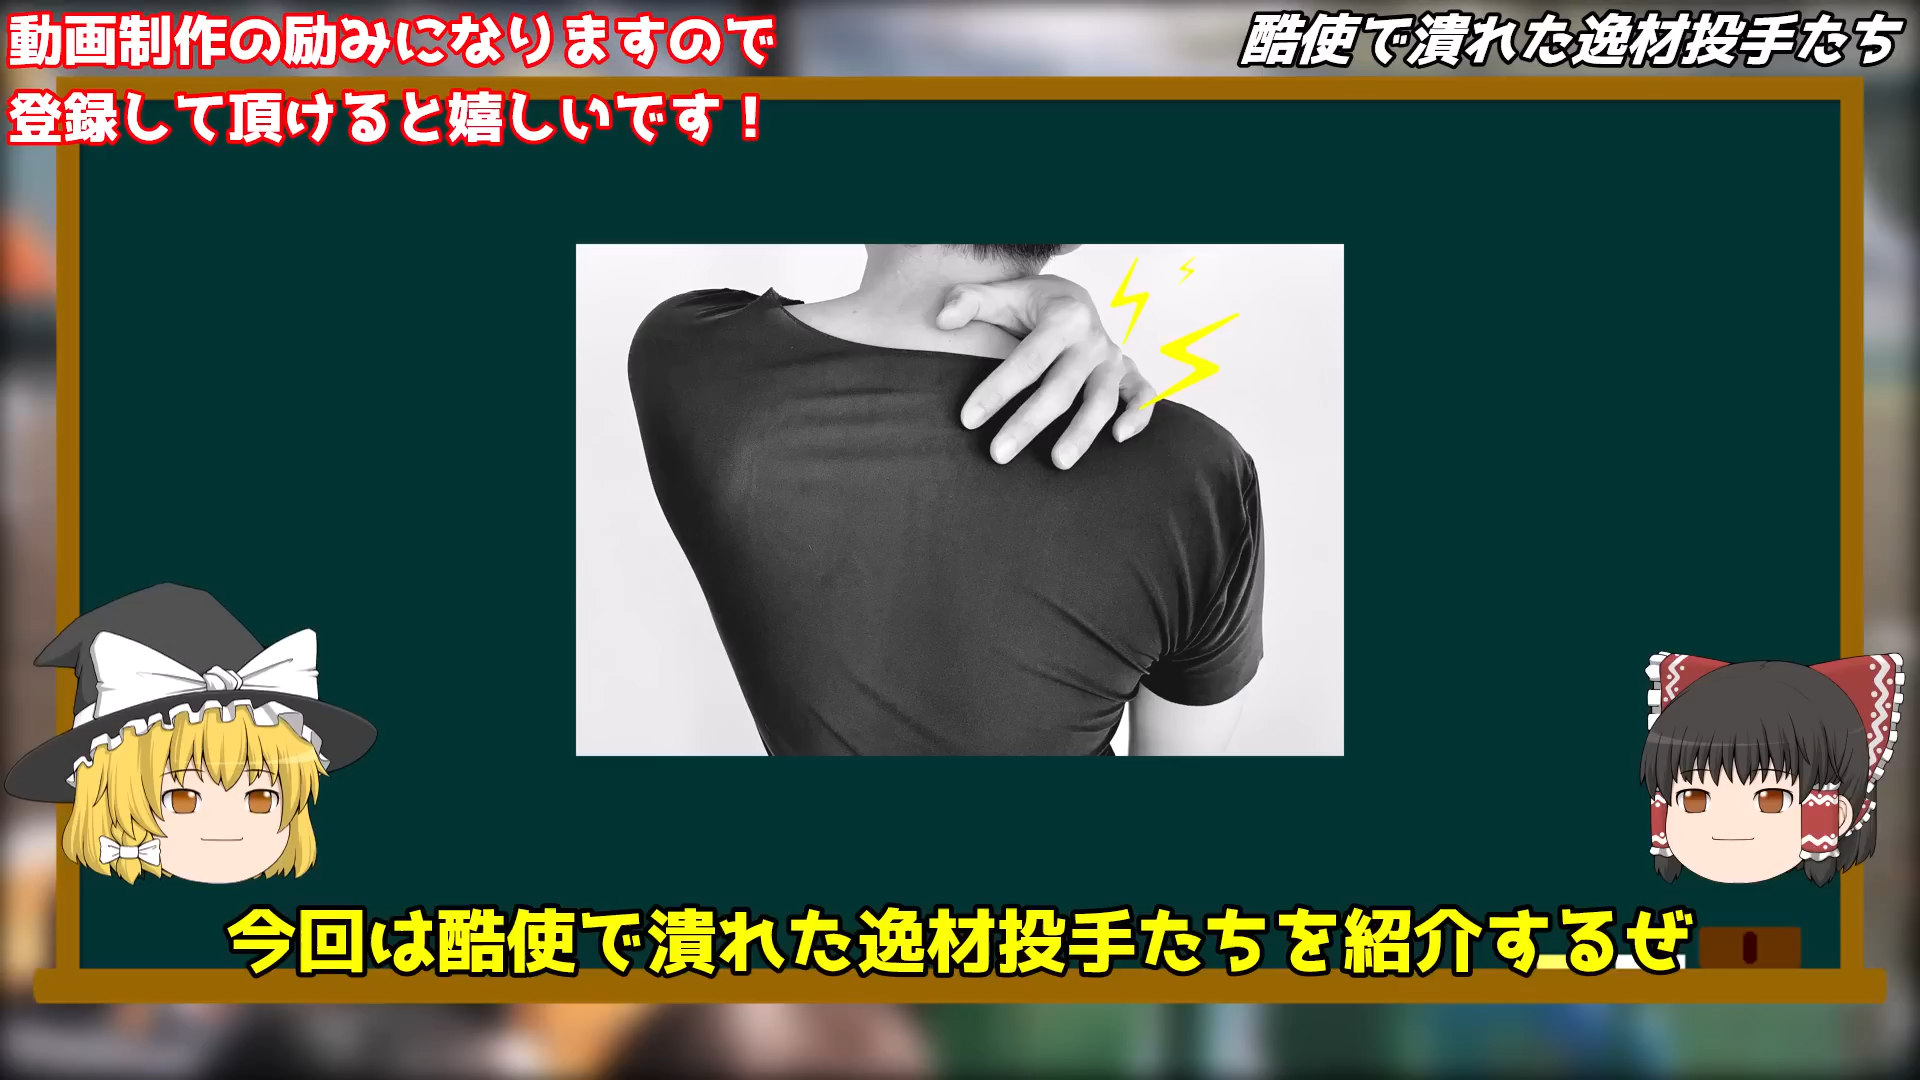 動画制作の励みになりますので
登録して頂けると嬉しいです！
酷使で潰れた逸材投手たち
今回は酷使で潰れた逸材投手たちを紹介するぜ